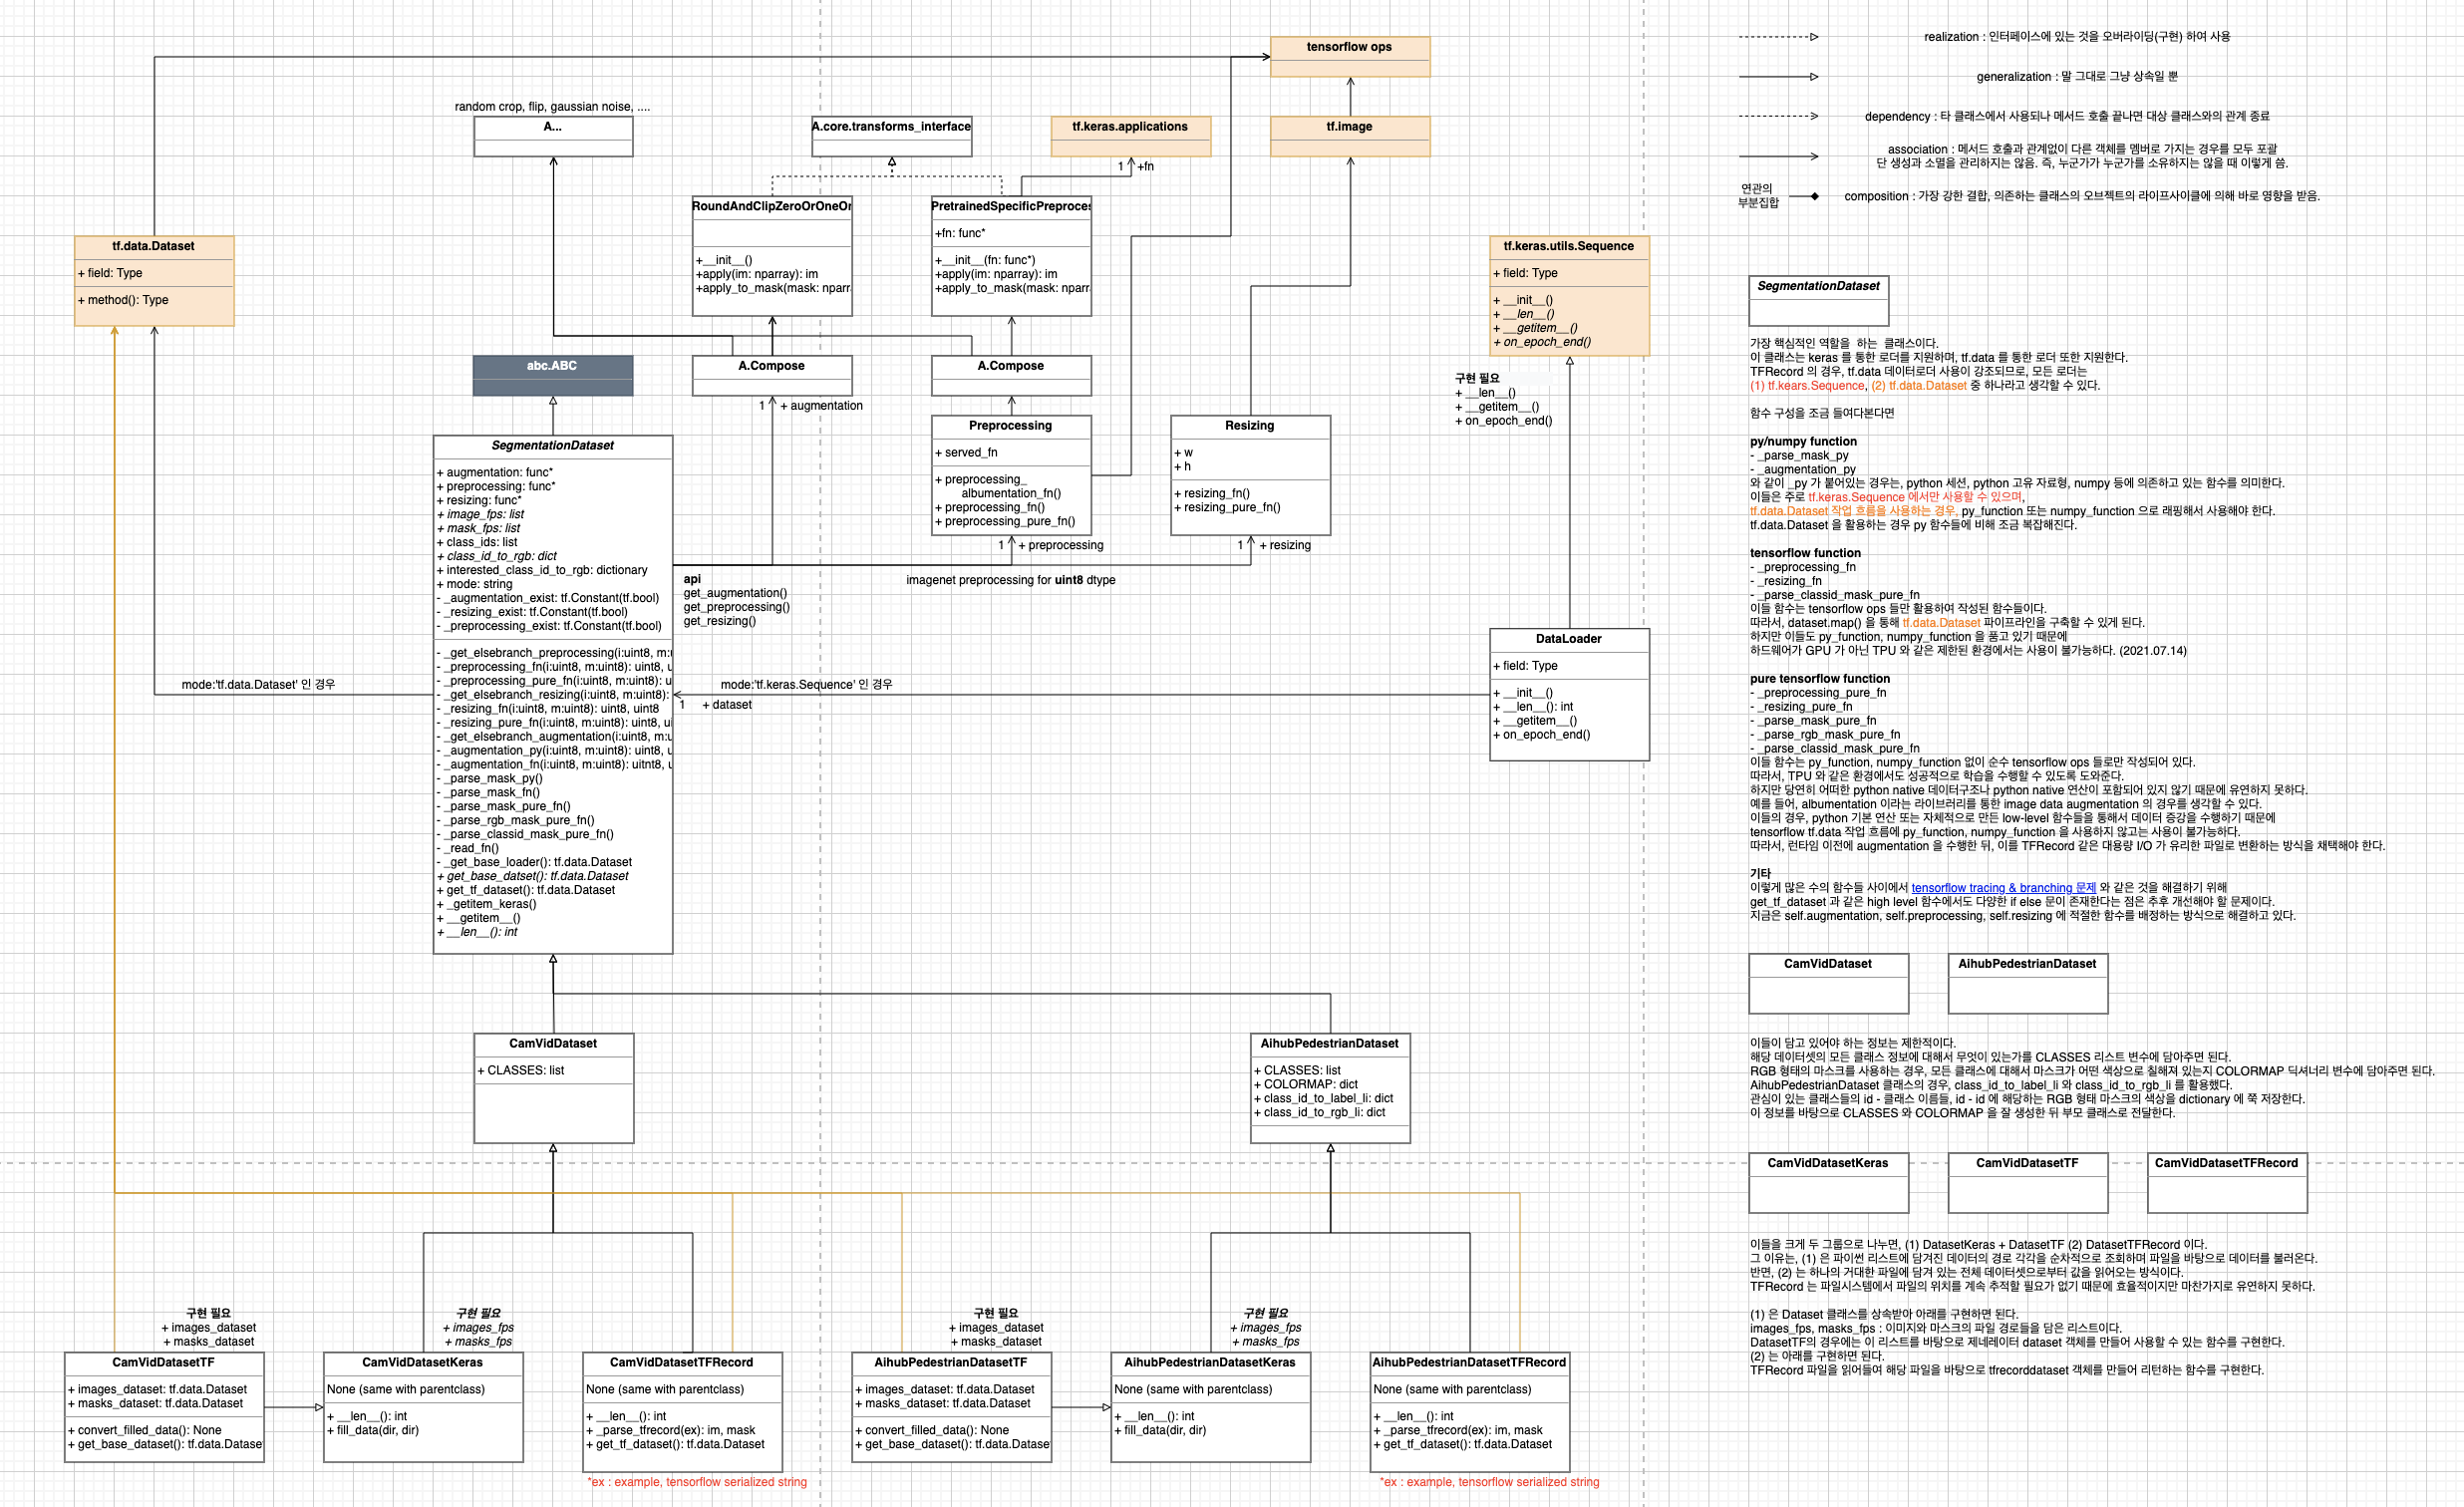 tensorflow ops
random crop, flip, gaussian noise, ....
A...
A.core.transforms_interface
tf.keras.applications
1
+fn
tf.image
tf.data.Dataset
+ field: Type
+ method(): Type
RoundAndClipZeroOrOneOr
+__init__()
+apply(im: nparray): im
+apply_to_mask(mask: nparr
PretrainedSpecificPreproces
+fn: func*
+__init__(fn: func*)
+apply(im: nparray): im
+apply_to_mask(mask: nparr
tf.keras.utils.Sequence
+ field: Type
+ __init__()
+ __len__()
+ __getitem__()
+ on_epoch_end()
구현 필요
+ __len__()
+ __getitem__()
+ on_epoch_end()
abc.ABC
A.Compose
1
+ augmentation
A.Compose
Preprocessing
+ served_fn
+ preprocessing_
albumentation_fn()
+ preprocessing_fn()
+ preprocessing_pure_fn()
1
+ preprocessing
Resizing
+ w
+ h
+ resizing_fn()
+ resizing_pure_fn()
1
+ resizing
imagenet preprocessing for uint8 dtype
SegmentationDataset
+ augmentation: func*
+ preprocessing: func*
+ resizing: func*
+ image_fps: list
+ mask_fps: list
+ class_ids: list
+ class_id_to_rgb: dict
+ interested_class_id_to_rgb: dictionary
+ mode: string
- _augmentation_exist: tf.Constant(tf.bool)
- _resizing_exist: tf.Constant(tf.bool)
- _preprocessing_exist: tf.Constant(tf.bool)
- _get_elsebranch_preprocessing(i:uint8, m:u
- _preprocessing_fn(i:uint8, m:uint8): uint8, u
- _preprocessing_pure_fn(i:uint8, m:uint8): u
- _get_elsebranch_resizing(i:uint8, m:uint8):
- _resizing_fn(i:uint8, m:uint8): uint8, uint8
- _resizing_pure_fn(i:uint8, m:uint8): uint8, ui
- _get_elsebranch_augmentation(i:uint8, m:u
- _augmentation_py(i:uint8, m:uint8): uint8, u
- _augmentation_fn(i:uint8, m:uint8): uitnt8, u
- _parse_mask_py()
- _parse_mask_fn()
- _parse_mask_pure_fn()
- _parse_rgb_mask_pure_fn()
- _parse_classid_mask_pure_fn()
- _read_fn()
- _get_base_loader(): tf.data.Dataset
+ get_base_datset(): tf.data.Dataset
+ get_tf_dataset(): tf.data.Dataset
+ _getitem_keras()
+ __getitem__()
+ __len__(): int
api
get_augmentation()
get_preprocessing()
get_resizing()
mode:'tf.data.Dataset' 인 경우
mode:'tf.keras.Sequence' 인 경우
1
+ dataset
DataLoader
+ field: Type
+ __init__()
+ __len__(): int
+ __getitem__()
+ on_epoch_end()
CamVidDataset
+ CLASSES: list
AihubPedestrianDataset
+ CLASSES: list
+ COLORMAP: dict
+ class_id_to_label_li: dict
+ class_id_to_rgb_li: dict
구현 필요
+ images_dataset
+ masks_dataset
CamVidDatasetTF
+ images_dataset: tf.data.Dataset
+ masks_dataset: tf.data.Dataset
+ convert_filled_data(): None
+ get_base_dataset(): tf.data.Datase
구현 필요
+ images_fps
+ masks_fps
CamVidDatasetKeras
None (same with parentclass)
+ __len__(): int
+ fill_data(dir, dir)
CamVidDatasetTFRecord
None (same with parentclass)
+ __len__(): int
+ _parse_tfrecord(ex): im, mask
+ get_tf_dataset(): tf.data.Dataset
*ex : example, tensorflow serialized string
구현 필요
+ images_dataset
+ masks_dataset
AihubPedestrianDatasetTF
+ images_dataset: tf.data.Dataset
+ masks_dataset: tf.data.Dataset
+ convert_filled_data(): None
+ get_base_dataset(): tf.data.Datase
구현 필요
+ images_fps
+ masks_fps
AihubPedestrianDatasetKeras
None (same with parentclass)
+ __len__(): int
+ fill_data(dir, dir)
AihubPedestrianDatasetTFRecord
None (same with parentclass)
+ __len__(): int
+ _parse_tfrecord(ex): im, mask
+ get_tf_dataset(): tf.data.Dataset
*ex : example, tensorflow serialized string
realization : 인터페이스에 있는 것을 오버라이딩(구현) 하여 사용
generalization : 말 그대로 그냥 상속일 뿐
dependency : 타 클래스에서 사용되나 메서드 호출 끝나면 대상 클래스와의 관계 종료
association : 메서드 호출과 관계없이 다른 객체를 멤버로 가지는 경우를 모두 포괄
단 생성과 소멸을 관리하지는 않음. 즉, 누군가가 누군가를 소유하지는 않을 때 이렇게 씀.
연관의
부분집합
composition : 가장 강한 결합, 의존하는 클래스의 오브젝트의 라이프사이클에 의해 바로 영향을 받음.
SegmentationDataset
가장 핵심적인 역할을 하는 클래스이다.
이 클래스는 keras 를 통한 로더를 지원하며, tf.data 를 통한 로더 또한 지원한다.
TFRecord 의 경우, tf.data 데이터로더 사용이 강조되므로, 모든 로더는
(1) tf.kears.Sequence, (2) tf.data.Dataset 중 하나라고 생각할 수 있다.
함수 구성을 조금 들여다본다면
py/numpy function
- _parse_mask_py
- _augmentation_py
와 같이 _py 가 붙어있는 경우는, python 세션, python 고유 자료형, numpy 등에 의존하고 있는 함수를 의미한다.
이들은 주로 tf.keras.Sequence 에서만 사용할 수 있으며,
tf.data.Dataset 작업 흐름을 사용하는 경우, py_function 또는 numpy_function 으로 래핑해서 사용해야 한다.
tf.data.Dataset 을 활용하는 경우 py 함수들에 비해 조금 복잡해진다.
tensorflow function
- _preprocessing_fn
- _resizing_fn
- _parse_classid_mask_pure_fn
이들 함수는 tensorflow ops 들만 활용하여 작성된 함수들이다.
따라서, dataset.map() 을 통해 tf.data.Dataset 파이프라인을 구축할 수 있게 된다.
하지만 이들도 py_function, numpy_function 을 품고 있기 때문에
하드웨어가 GPU 가 아닌 TPU 와 같은 제한된 환경에서는 사용이 불가능하다. (2021.07.14)
pure tensorflow function
- _preprocessing_pure_fn
- _resizing_pure_fn
- _parse_mask_pure_fn
- _parse_rgb_mask_pure_fn
- _parse_classid_mask_pure_fn
이들 함수는 py_function, numpy_function 없이 순수 tensorflow ops 들로만 작성되어 있다.
따라서, TPU 와 같은 환경에서도 성공적으로 학습을 수행할 수 있도록 도와준다.
하지만 당연히 어떠한 python native 데이터구조나 python native 연산이 포함되어 있지 않기 때문에 유연하지 못하다.
예를 들어, albumentation 이라는 라이브러리를 통한 image data augmentation 의 경우를 생각할 수 있다.
이들의 경우, python 기본 연산 또는 자체적으로 만든 low-level 함수들을 통해서 데이터 증강을 수행하기 때문에
tensorflow tf.data 작업 흐름에 py_function, numpy_function 을 사용하지 않고는 사용이 불가능하다.
따라서, 런타임 이전에 augmentation 을 수행한 뒤, 이를 TFRecord 같은 대용량 I/O 가 유리한 파일로 변환하는 방식을 채택해야 한다.
기타
이렇게 많은 수의 함수들 사이에서 tensorflow tracing & branching 문제 와 같은 것을 해결하기 위해
get_tf_dataset 과 같은 high level 함수에서도 다양한 if else 문이 존재한다는 점은 추후 개선해야 할 문제이다.
지금은 self.augmentation, self.preprocessing, self.resizing 에 적절한 함수를 배정하는 방식으로 해결하고 있다.
CamVidDataset
AihubPedestrianDataset
이들이 담고 있어야 하는 정보는 제한적이다.
해당 데이터셋의 모든 클래스 정보에 대해서 무엇이 있는가를 CLASSES 리스트 변수에 담아주면 된다.
RGB 형태의 마스크를 사용하는 경우, 모든 클래스에 대해서 마스크가 어떤 색상으로 칠해져 있는지 COLORMAP 딕셔너리 변수에 담아주면 된다.
AihubPedestrianDataset 클래스의 경우, class_id_to_label_li 와 class_id_to_rgb_li 를 활용했다.
관심이 있는 클래스들의 id - 클래스 이름들, id - id 에 해당하는 RGB 형태 마스크의 색상을 dictionary 에 쭉 저장한다.
이 정보를 바탕으로 CLASSES 와 COLORMAP 을 잘 생성한 뒤 부모 클래스로 전달한다.
CamVidDatasetKeras
CamVidDatasetTF
CamVidDatasetTFRecord
이들을 크게 두 그룹으로 나누면, (1) DatasetKeras + DatasetTF (2) DatasetTFRecord 이다.
그 이유는, (1) 은 파이썬 리스트에 담겨진 데이터의 경로 각각을 순차적으로 조회하며 파일을 바탕으로 데이터를 불러온다.
반면, (2) 는 하나의 거대한 파일에 담겨 있는 전체 데이터셋으로부터 값을 읽어오는 방식이다.
TFRecord 는 파일시스템에서 파일의 위치를 계속 추적할 필요가 없기 때문에 효율적이지만 마찬가지로 유연하지 못하다.
(1) 은 Dataset 클래스를 상속받아 아래를 구현하면 된다.
images_fps, masks_fps : 이미지와 마스크의 파일 경로들을 담은 리스트이다.
DatasetTF의 경우에는 이 리스트를 바탕으로 제네레이터 dataset 객체를 만들어 사용할 수 있는 함수를 구현한다.
(2) 는 아래를 구현하면 된다.
TFRecord 파일을 읽어들여 해당 파일을 바탕으로 tfrecorddataset 객체를 만들어 리턴하는 함수를 구현한다.